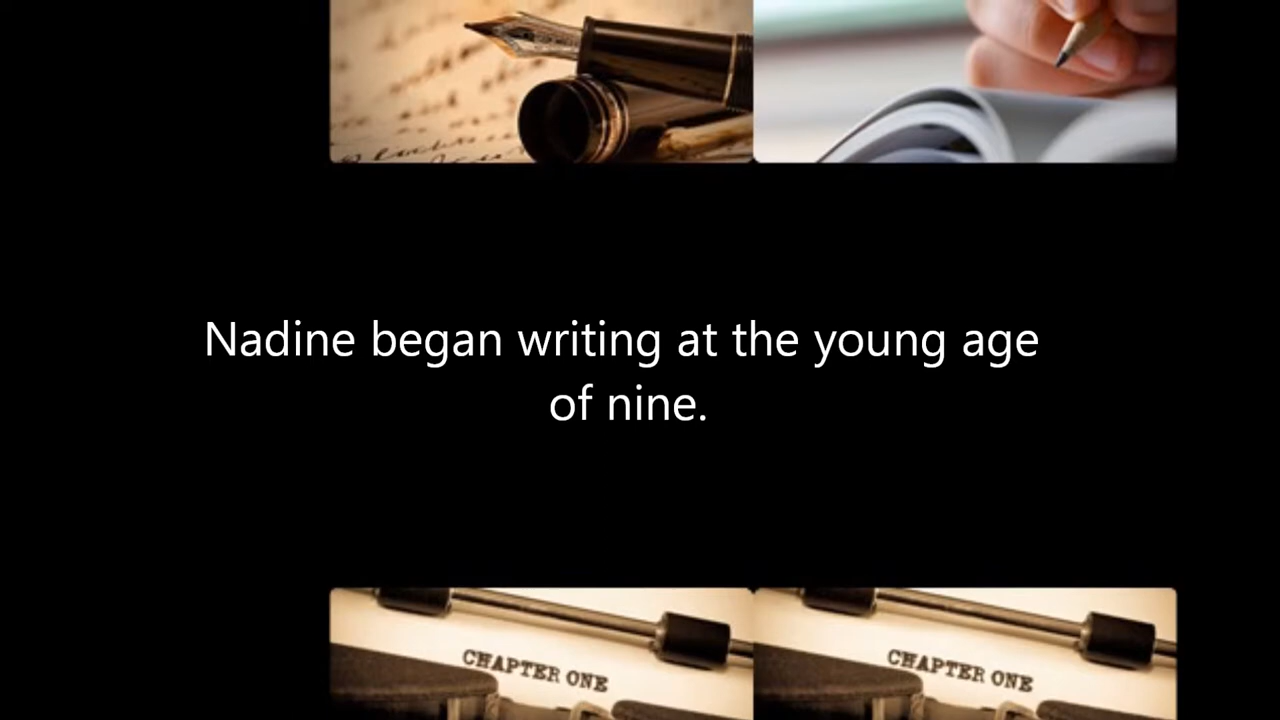 Nadine began writing at the young age
of nine.
CHAPTER ONE
CHAPTER ONE